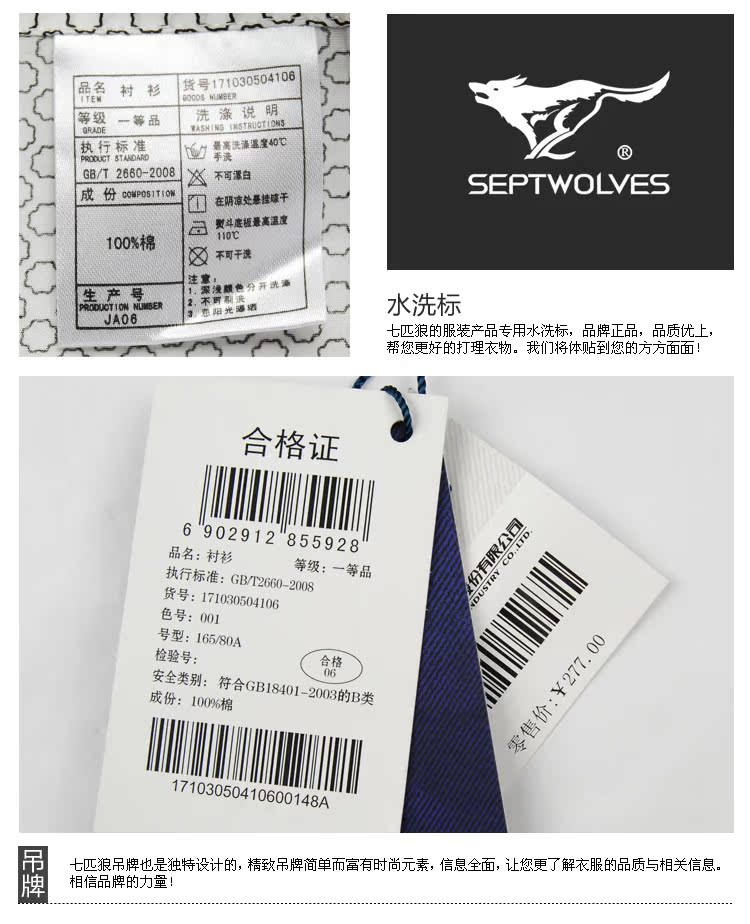 品名 衬 衫 货号171030504106
ITEM GOODS NUMBER
等级 一等品 洗 涤 说 明
GRADE WASHING INSTRUCTIONS
执行标准
PRODUCT STANDARD
GB/T 2660-2008
成 份 COMPOSITION
100%棉
生 产 号
PRODUCTION NUMBER
JA06
最高洗涤温度40℃
手洗
不可漂白
在阴凉处悬挂晾干
熨斗底板最高温度
110℃
不可干洗
注意:
1. 深浅颜色分开洗涤
2. 不可刷洗
3. 忌阳光曝晒
®
SEPTWOLVES
水洗标
七匹狼的服装产品专用水洗标，品牌正品，品质优上，
帮您更好的打理衣物。我们将体贴到您的方方面面！
合格证
6 902912 855928
品名: 衬衫 等级: 一等品
执行标准: GB/T2660-2008
货号: 171030504106
色号: 001
号型: 165/80A
检验号:
合格
06
安全类别: 符合GB18401-2003的B类
成份: 100%棉
17103050410600148A
份有限公司
NDUSTRY CO.,LTD.
零售价:￥277.00
吊牌
七匹狼吊牌也是独特设计的，精致吊牌简单而富有时尚元素，信息全面，让您更了解衣服的品质与相关信息。
相信品牌的力量！